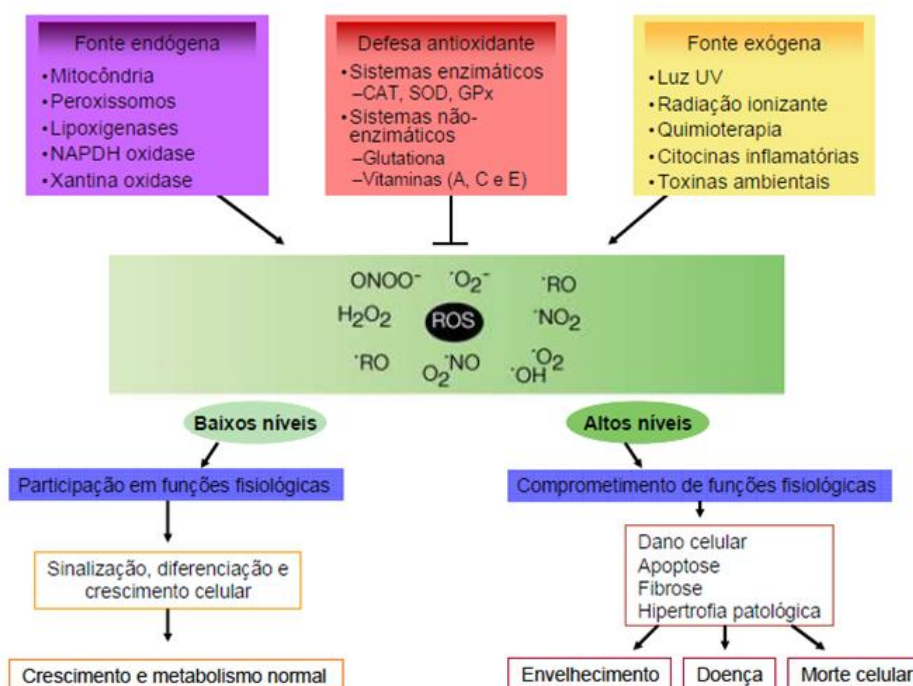 Fonte endógena
•Mitocôndria
•Peroxissomos
•Lipoxigenases
•NAPDH oxidase
•Xantina oxidase
Defesa antioxidante
•Sistemas enzimáticos
–CAT, SOD, GPx
•Sistemas não-
enzimáticos
–Glutationa
–Vitaminas (A, C e E)
Fonte exógena
•Luz UV
•Radiação ionizante
•Quimioterapia
•Citocinas inflamatórias
•Toxinas ambientais
ONOO⁻ ˙O₂⁻ ˙RO
H₂O₂ ROS ˙NO₂
˙RO O₂ ˙NO ˙OH ˙O₂
Baixos níveis
Altos níveis
Participação em funções fisiológicas
Comprometimento de funções fisiológicas
Sinalização, diferenciação e
crescimento celular
Dano celular
Apoptose
Fibrose
Hipertrofia patológica
Crescimento e metabolismo normal
Envelhecimento
Doença
Morte celular